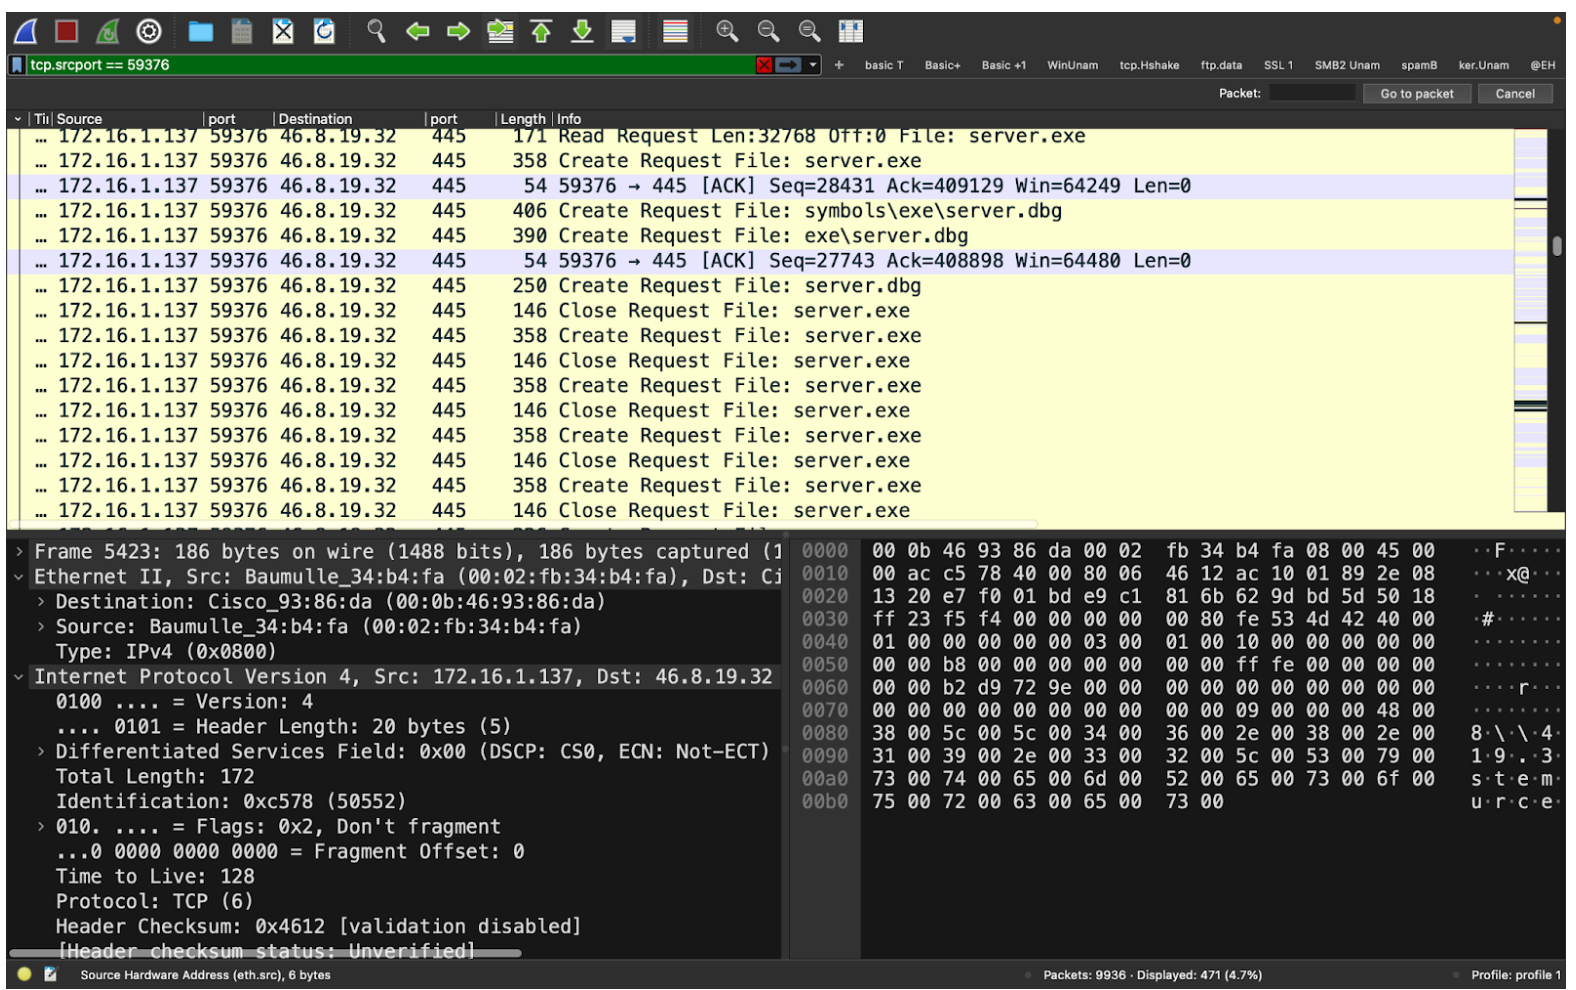 tcp.srcport == 59376 + basic T Basic+ Basic +1 WinUnam tcp.Hshake ftp.data SSL 1 SMB2 Unam spamB ker.Unam @EH
Packet: Go to packet Cancel
Source port Destination port Length Info
… 172.16.1.137 59376 46.8.19.32 445 171 Read Request Len:32768 Off:0 File: server.exe
… 172.16.1.137 59376 46.8.19.32 445 358 Create Request File: server.exe
… 172.16.1.137 59376 46.8.19.32 445 54 59376 → 445 [ACK] Seq=28431 Ack=409129 Win=64249 Len=0
… 172.16.1.137 59376 46.8.19.32 445 406 Create Request File: symbols\exe\server.dbg
… 172.16.1.137 59376 46.8.19.32 445 390 Create Request File: exe\server.dbg
… 172.16.1.137 59376 46.8.19.32 445 54 59376 → 445 [ACK] Seq=27743 Ack=408898 Win=64480 Len=0
… 172.16.1.137 59376 46.8.19.32 445 250 Create Request File: server.dbg
… 172.16.1.137 59376 46.8.19.32 445 146 Close Request File: server.exe
… 172.16.1.137 59376 46.8.19.32 445 358 Create Request File: server.exe
… 172.16.1.137 59376 46.8.19.32 445 146 Close Request File: server.exe
… 172.16.1.137 59376 46.8.19.32 445 358 Create Request File: server.exe
… 172.16.1.137 59376 46.8.19.32 445 146 Close Request File: server.exe
… 172.16.1.137 59376 46.8.19.32 445 358 Create Request File: server.exe
… 172.16.1.137 59376 46.8.19.32 445 146 Close Request File: server.exe
… 172.16.1.137 59376 46.8.19.32 445 358 Create Request File: server.exe
… 172.16.1.137 59376 46.8.19.32 445 146 Close Request File: server.exe
Frame 5423: 186 bytes on wire (1488 bits), 186 bytes captured (1
Ethernet II, Src: Baumulle_34:b4:fa (00:02:fb:34:b4:fa), Dst: Ci
Destination: Cisco_93:86:da (00:0b:46:93:86:da)
Source: Baumulle_34:b4:fa (00:02:fb:34:b4:fa)
Type: IPv4 (0x0800)
Internet Protocol Version 4, Src: 172.16.1.137, Dst: 46.8.19.32
0100 .... = Version: 4
.... 0101 = Header Length: 20 bytes (5)
Differentiated Services Field: 0x00 (DSCP: CS0, ECN: Not-ECT)
Total Length: 172
Identification: 0xc578 (50552)
010. .... = Flags: 0x2, Don't fragment
...0 0000 0000 0000 = Fragment Offset: 0
Time to Live: 128
Protocol: TCP (6)
Header Checksum: 0x4612 [validation disabled]
[Header checksum status: Unverified]
0000 00 0b 46 93 86 da 00 02 fb 34 b4 fa 08 00 45 00 ··F·····
0010 00 ac c5 78 40 00 80 06 46 12 ac 10 01 89 2e 08 ···x@···
0020 13 20 e7 f0 01 bd e9 c1 81 6b 62 9d bd 5d 50 18 · ······
0030 ff 23 f5 f4 00 00 00 00 00 80 fe 53 4d 42 40 00 ·#······
0040 01 00 00 00 00 00 03 00 01 00 10 00 00 00 00 00 ········
0050 00 00 b8 00 00 00 00 00 00 00 ff fe 00 00 00 00 ········
0060 00 00 b2 d9 72 9e 00 00 00 00 00 00 00 00 00 00 ····r···
0070 00 00 00 00 00 00 00 00 00 00 09 00 00 00 48 00 ········
0080 38 00 5c 00 5c 00 34 00 36 00 2e 00 38 00 2e 00 8·\·\·4·
0090 31 00 39 00 2e 00 33 00 32 00 5c 00 53 00 79 00 1·9·.·3·
00a0 73 00 74 00 65 00 6d 00 52 00 65 00 73 00 6f 00 s·t·e·m·
00b0 75 00 72 00 63 00 65 00 73 00 u·r·c·e·
Source Hardware Address (eth.src), 6 bytes Packets: 9936 · Displayed: 471 (4.7%) Profile: profile 1